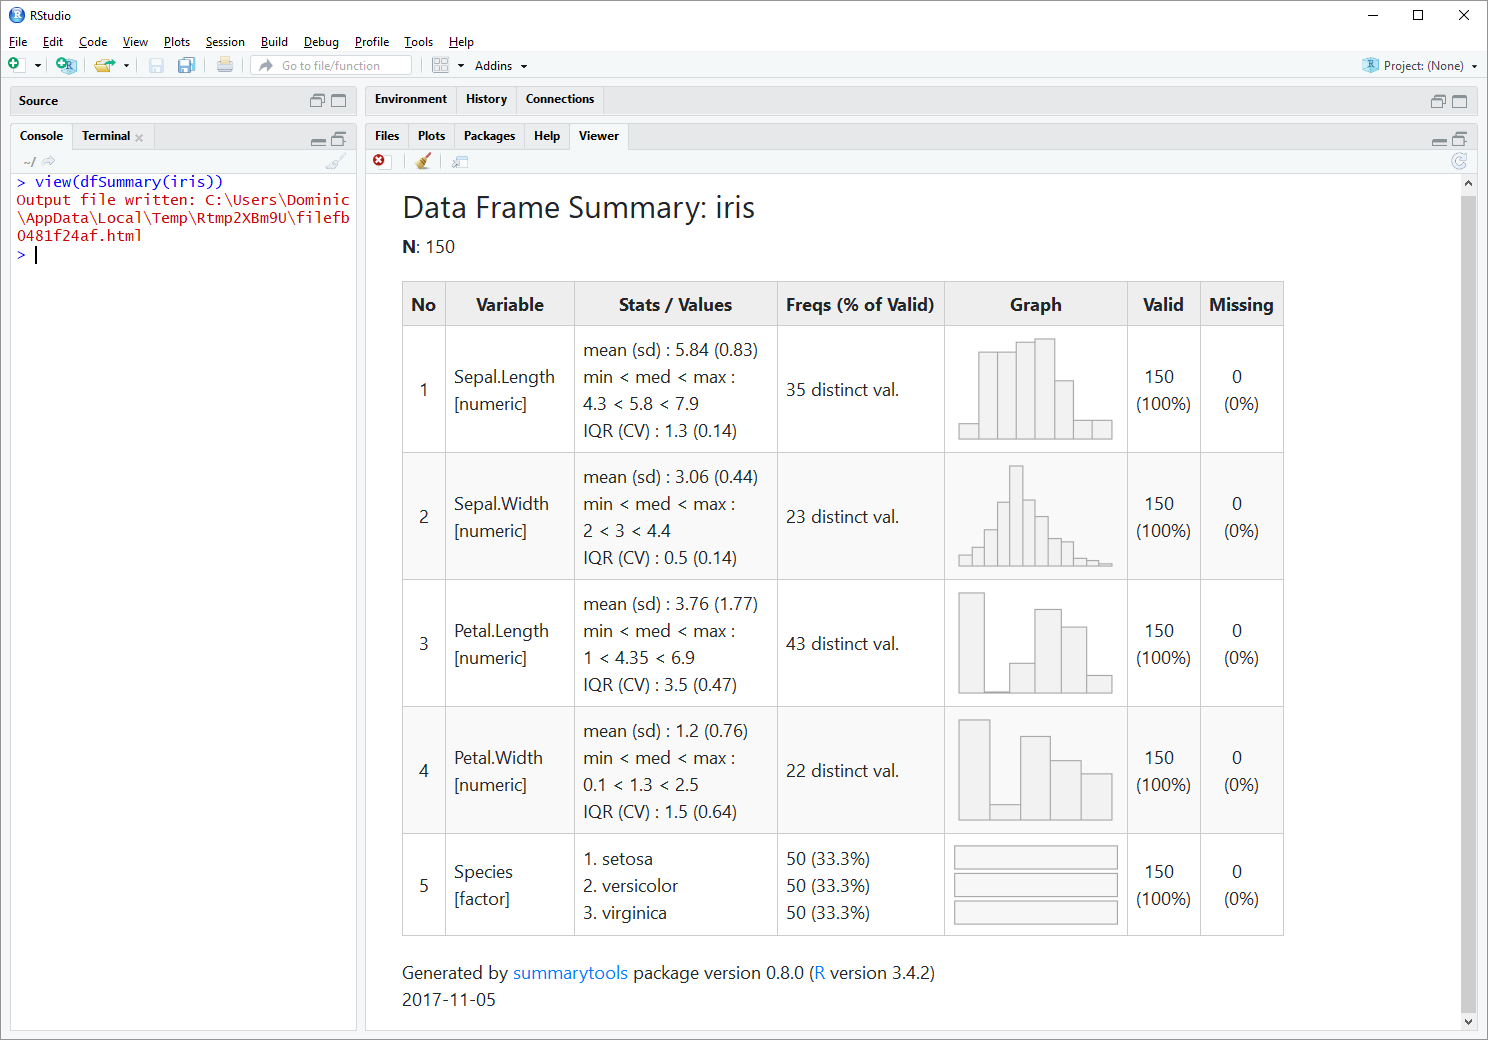 RStudio
File Edit Code View Plots Session Build Debug Profile Tools Help
Go to file/function Addins Project: (None)
Source
Console Terminal
~/
> view(dfSummary(iris))
Output file written: C:\Users\Dominic
\AppData\Local\Temp\Rtmp2XBm9U\filefb
0481f24af.html
>
Environment History Connections
Files Plots Packages Help Viewer
Data Frame Summary: iris
N: 150
No Variable Stats / Values Freqs (% of Valid) Graph Valid Missing
1
Sepal.Length
[numeric]
mean (sd) : 5.84 (0.83)
min < med < max :
4.3 < 5.8 < 7.9
IQR (CV) : 1.3 (0.14)
35 distinct val.
150
(100%)
0
(0%)
2
Sepal.Width
[numeric]
mean (sd) : 3.06 (0.44)
min < med < max :
2 < 3 < 4.4
IQR (CV) : 0.5 (0.14)
23 distinct val.
150
(100%)
0
(0%)
3
Petal.Length
[numeric]
mean (sd) : 3.76 (1.77)
min < med < max :
1 < 4.35 < 6.9
IQR (CV) : 3.5 (0.47)
43 distinct val.
150
(100%)
0
(0%)
4
Petal.Width
[numeric]
mean (sd) : 1.2 (0.76)
min < med < max :
0.1 < 1.3 < 2.5
IQR (CV) : 1.5 (0.64)
22 distinct val.
150
(100%)
0
(0%)
5
Species
[factor]
1. setosa
2. versicolor
3. virginica
50 (33.3%)
50 (33.3%)
50 (33.3%)
150
(100%)
0
(0%)
Generated by summarytools package version 0.8.0 (R version 3.4.2)
2017-11-05